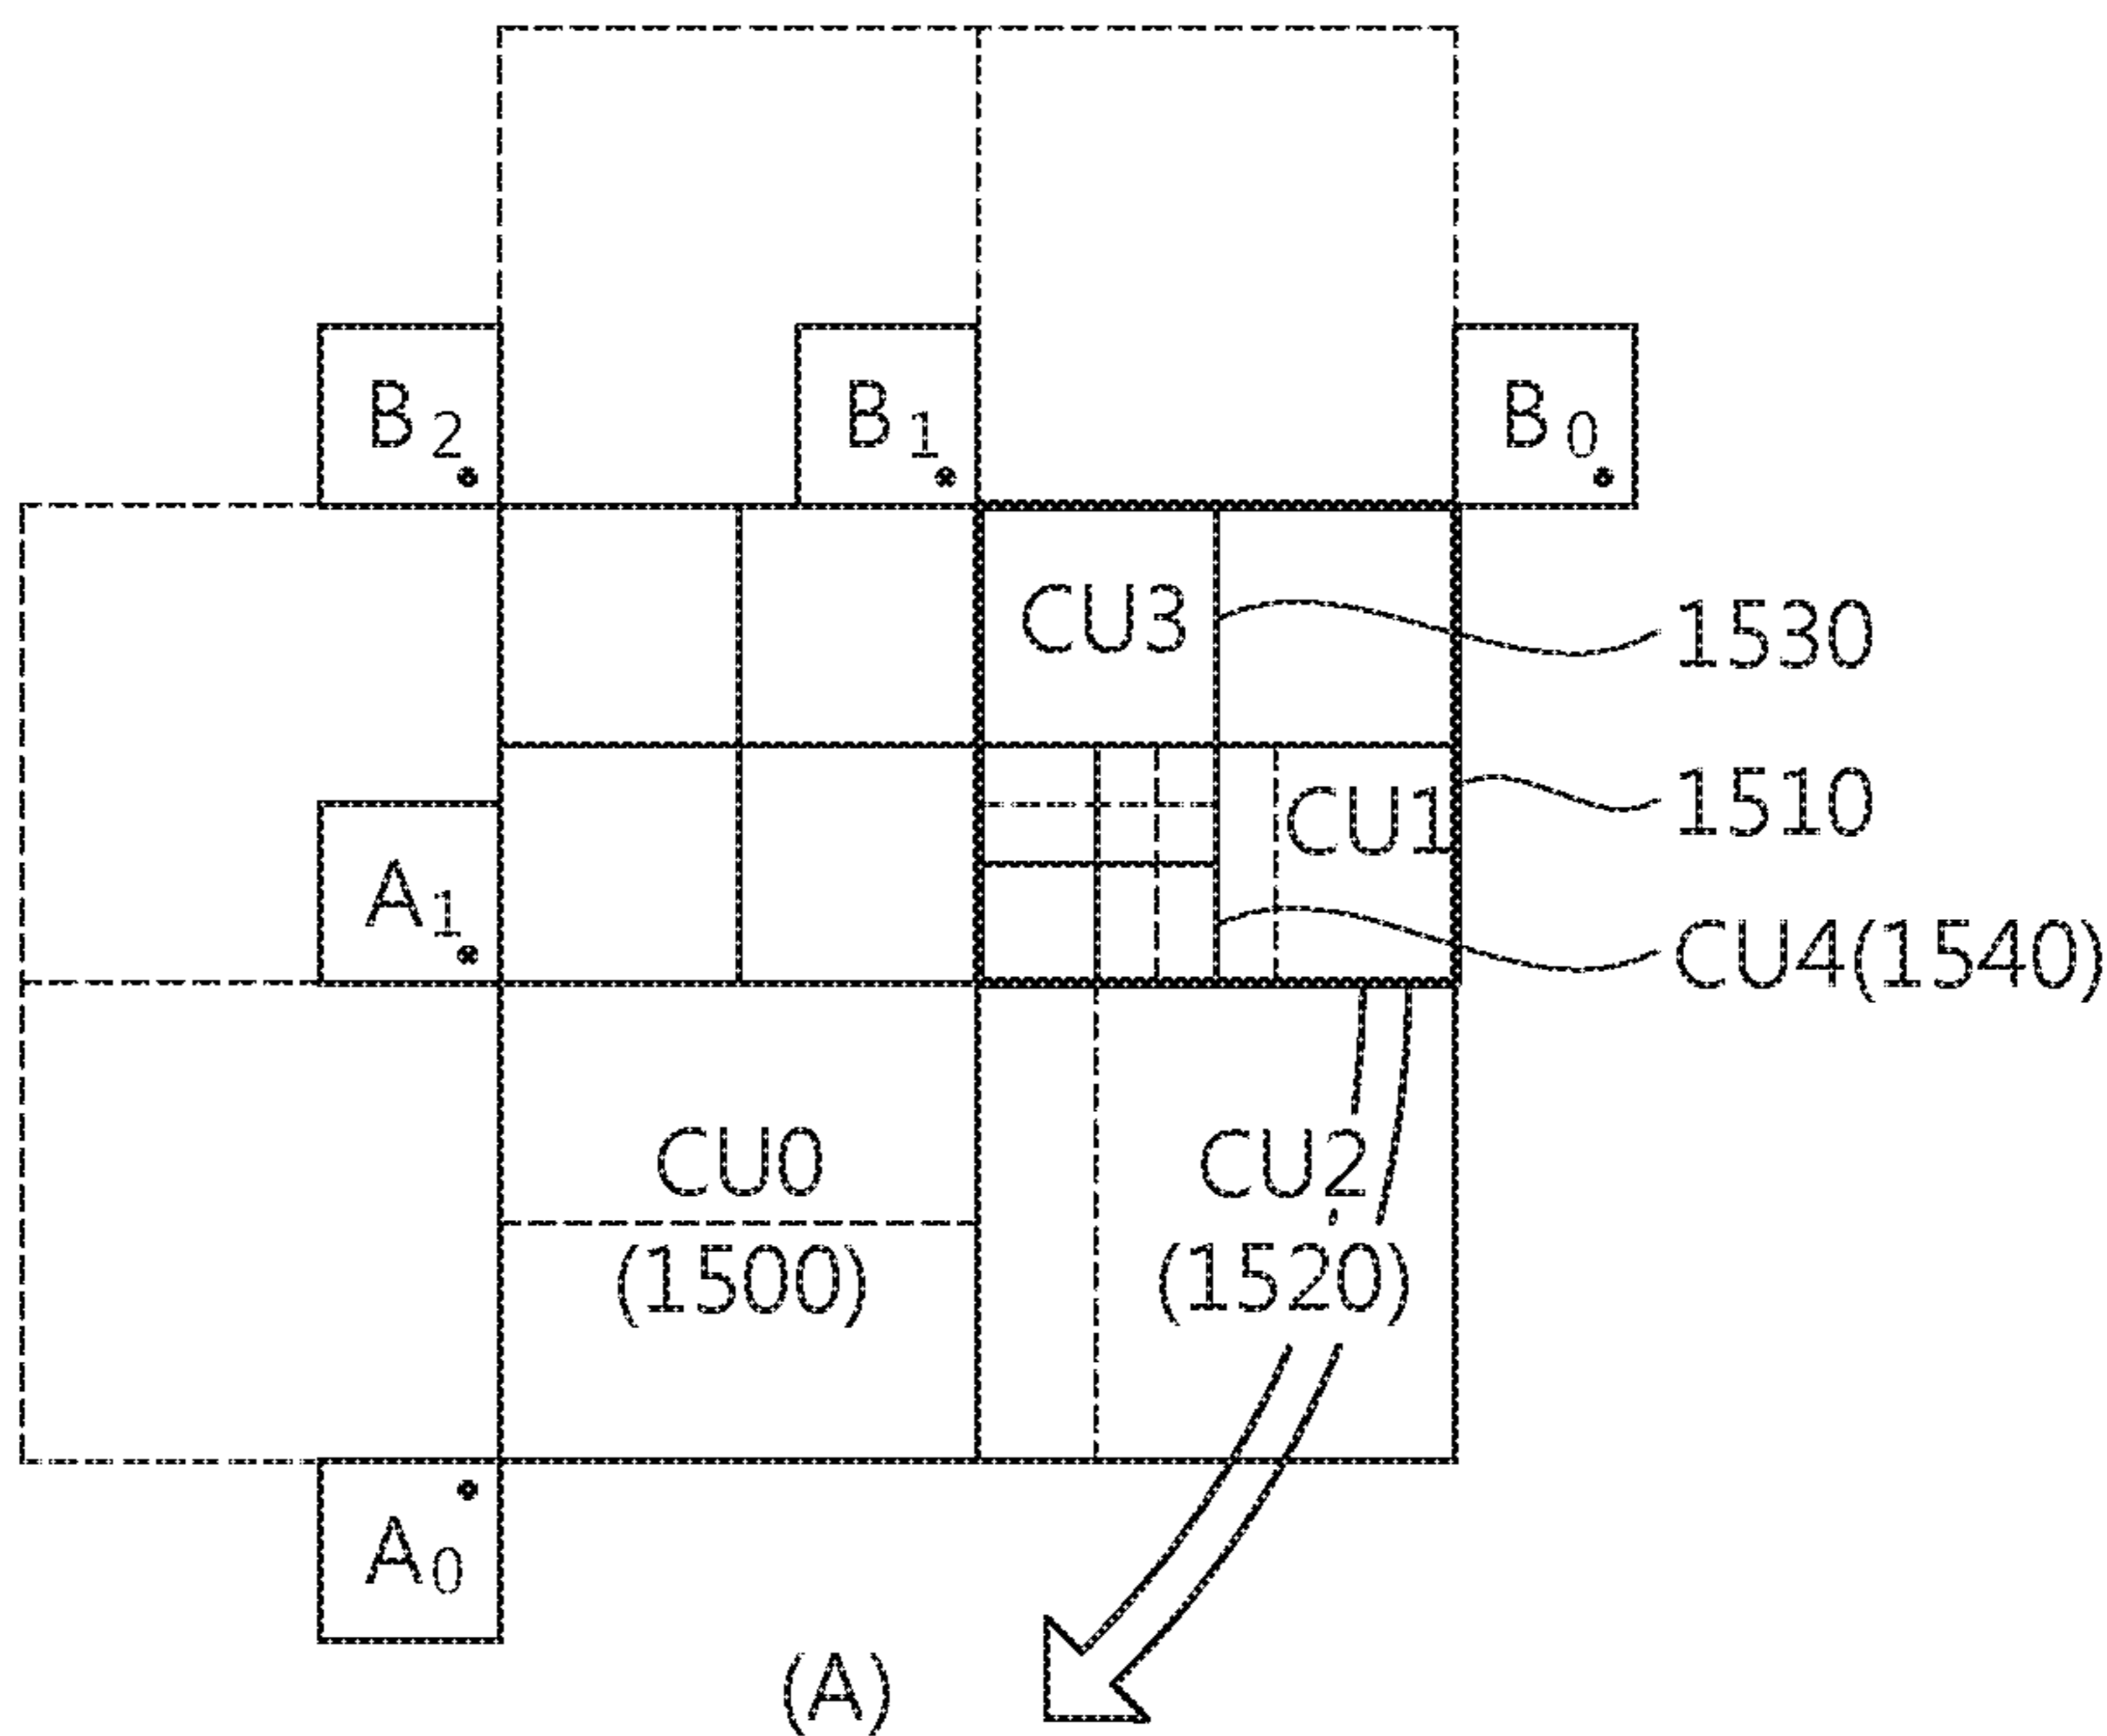 B2 B1 B0
CU3
1530
CU1
1510
A1
CU4(1540)
CU0
(1500)
CU2
(1520)
A0
(A)